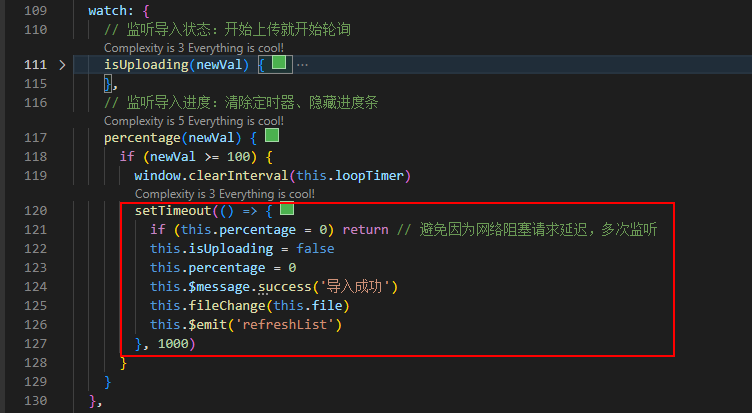 109 watch: {
110 // 监听导入状态：开始上传就开始轮询
Complexity is 3 Everything is cool!
111 isUploading(newVal) { ···
115 },
116 // 监听导入进度：清除定时器、隐藏进度条
Complexity is 5 Everything is cool!
117 percentage(newVal) {
118 if (newVal >= 100) {
119 window.clearInterval(this.loopTimer)
Complexity is 3 Everything is cool!
120 setTimeout(() => {
121 if (this.percentage = 0) return // 避免因为网络阻塞请求延迟，多次监听
122 this.isUploading = false
123 this.percentage = 0
124 this.$message.success('导入成功')
125 this.fileChange(this.file)
126 this.$emit('refreshList')
127 }, 1000)
128 }
129 }
130 },